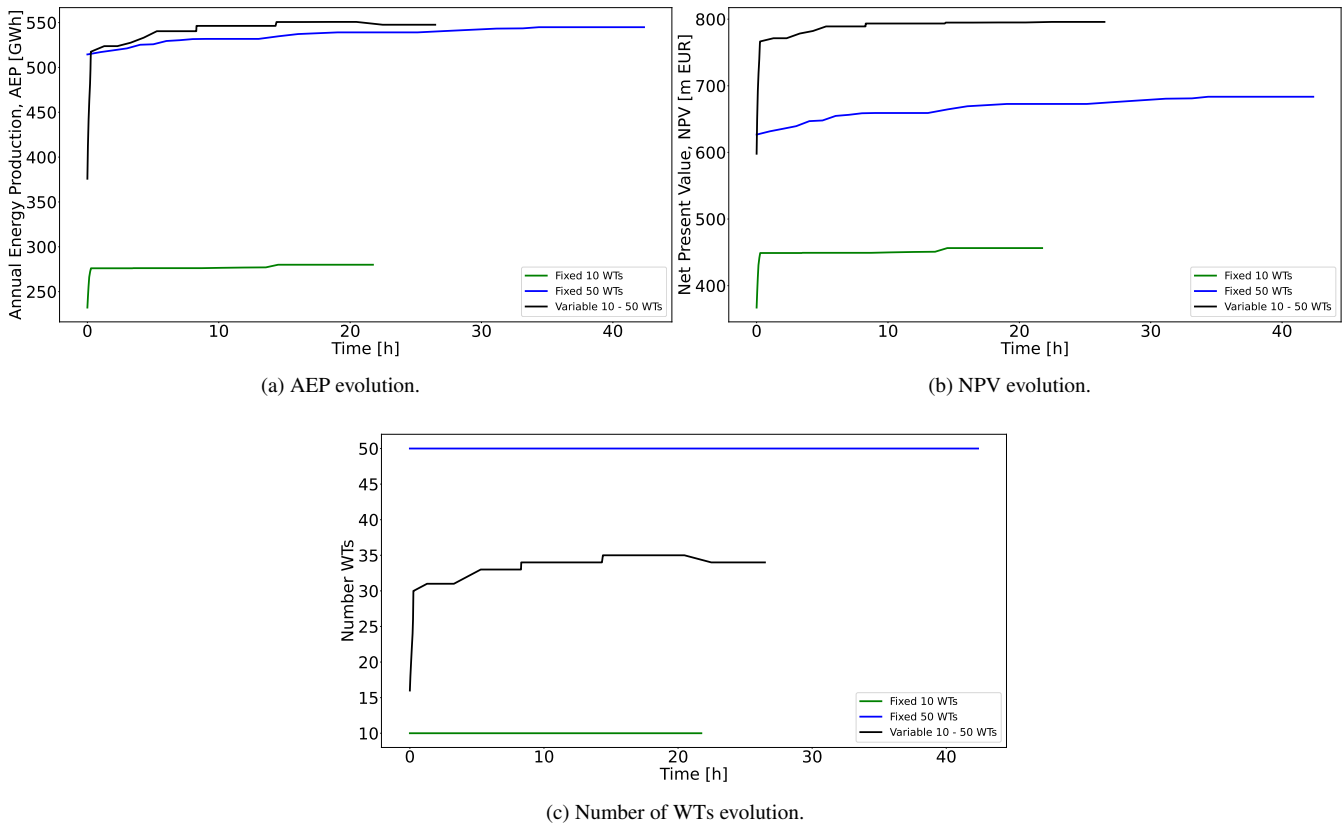 Annual Energy Production, AEP [GWh]
550
500
450
400
350
300
250
0 10 20 30 40
Time [h]
Fixed 10 WTs
Fixed 50 WTs
Variable 10 - 50 WTs
(a) AEP evolution.
Net Present Value, NPV [m EUR]
800
700
600
500
400
0 10 20 30 40
Time [h]
Fixed 10 WTs
Fixed 50 WTs
Variable 10 - 50 WTs
(b) NPV evolution.
Number WTs
50
45
40
35
30
25
20
15
10
0 10 20 30 40
Time [h]
Fixed 10 WTs
Fixed 50 WTs
Variable 10 - 50 WTs
(c) Number of WTs evolution.